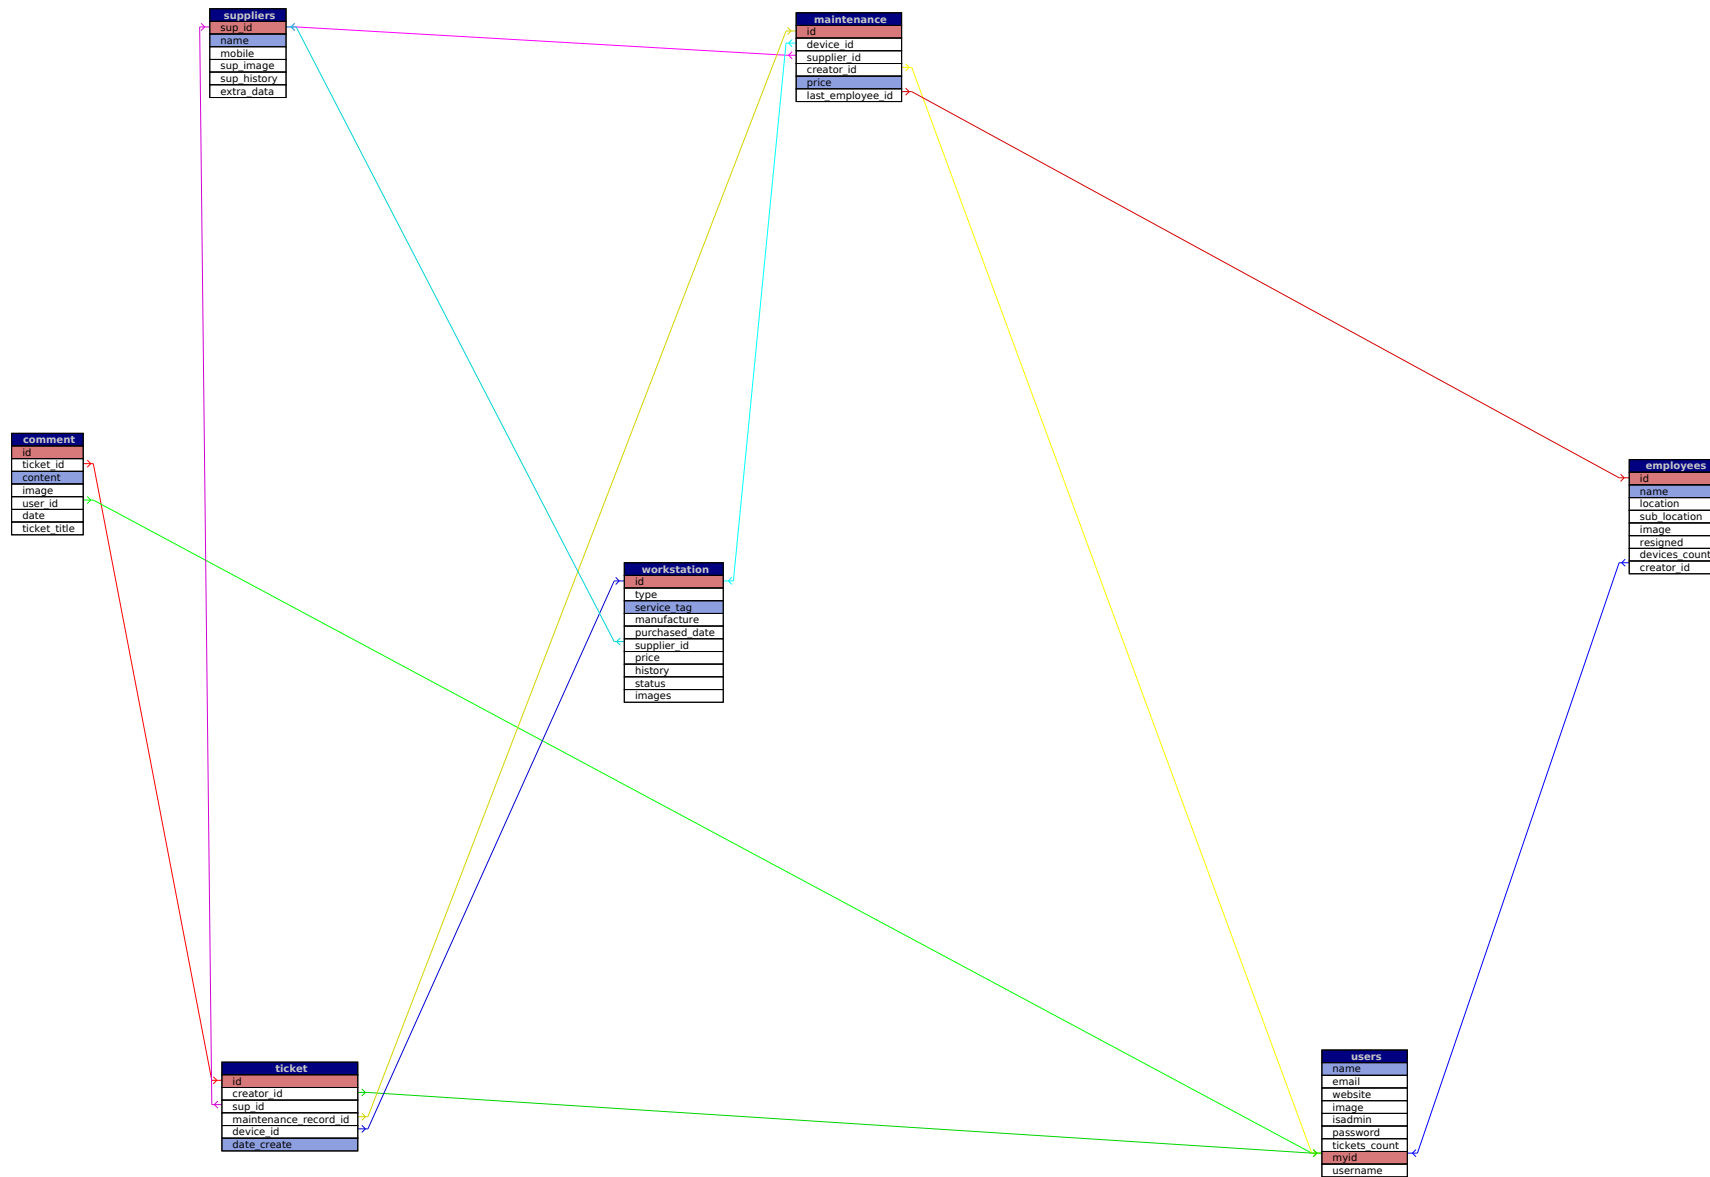 suppliers
sup_id
name
mobile
sup_image
sup_history
extra_data
maintenance
id
device_id
supplier_id
creator_id
price
last_employee_id
comment
id
ticket_id
content
image
user_id
date
ticket_title
employees
id
name
location
sub_location
image
resigned
devices_count
creator_id
workstation
id
type
service_tag
manufacture
purchased_date
supplier_id
price
history
status
images
ticket
id
creator_id
sup_id
maintenance_record_id
device_id
date_create
users
name
email
website
image
isadmin
password
tickets_count
myid
username